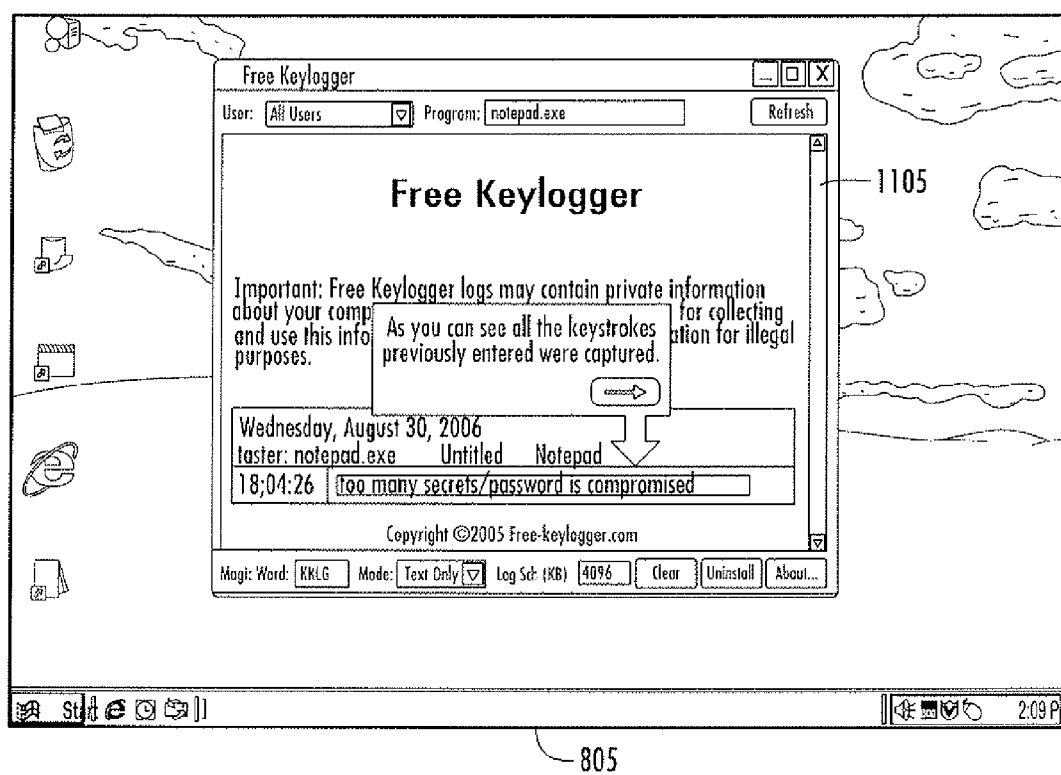 Free Keylogger
User: All Users Program: notepad.exe Refresh
Free Keylogger
1105
Important: Free Keylogger logs may contain private information
about your comp for collecting
and use this info ation for illegal
purposes.
As you can see all the keystrokes
previously entered were captured.
Wednesday, August 30, 2006
taster: notepad.exe Untitled Notepad
18;04:26 too many secrets/password is compromised
Copyright ©2005 Free-keylogger.com
Magic Word: KKLG Mode: Text Only Log Sch (KB) 4096 Clear Uninstall About...
St 2:09 P
805